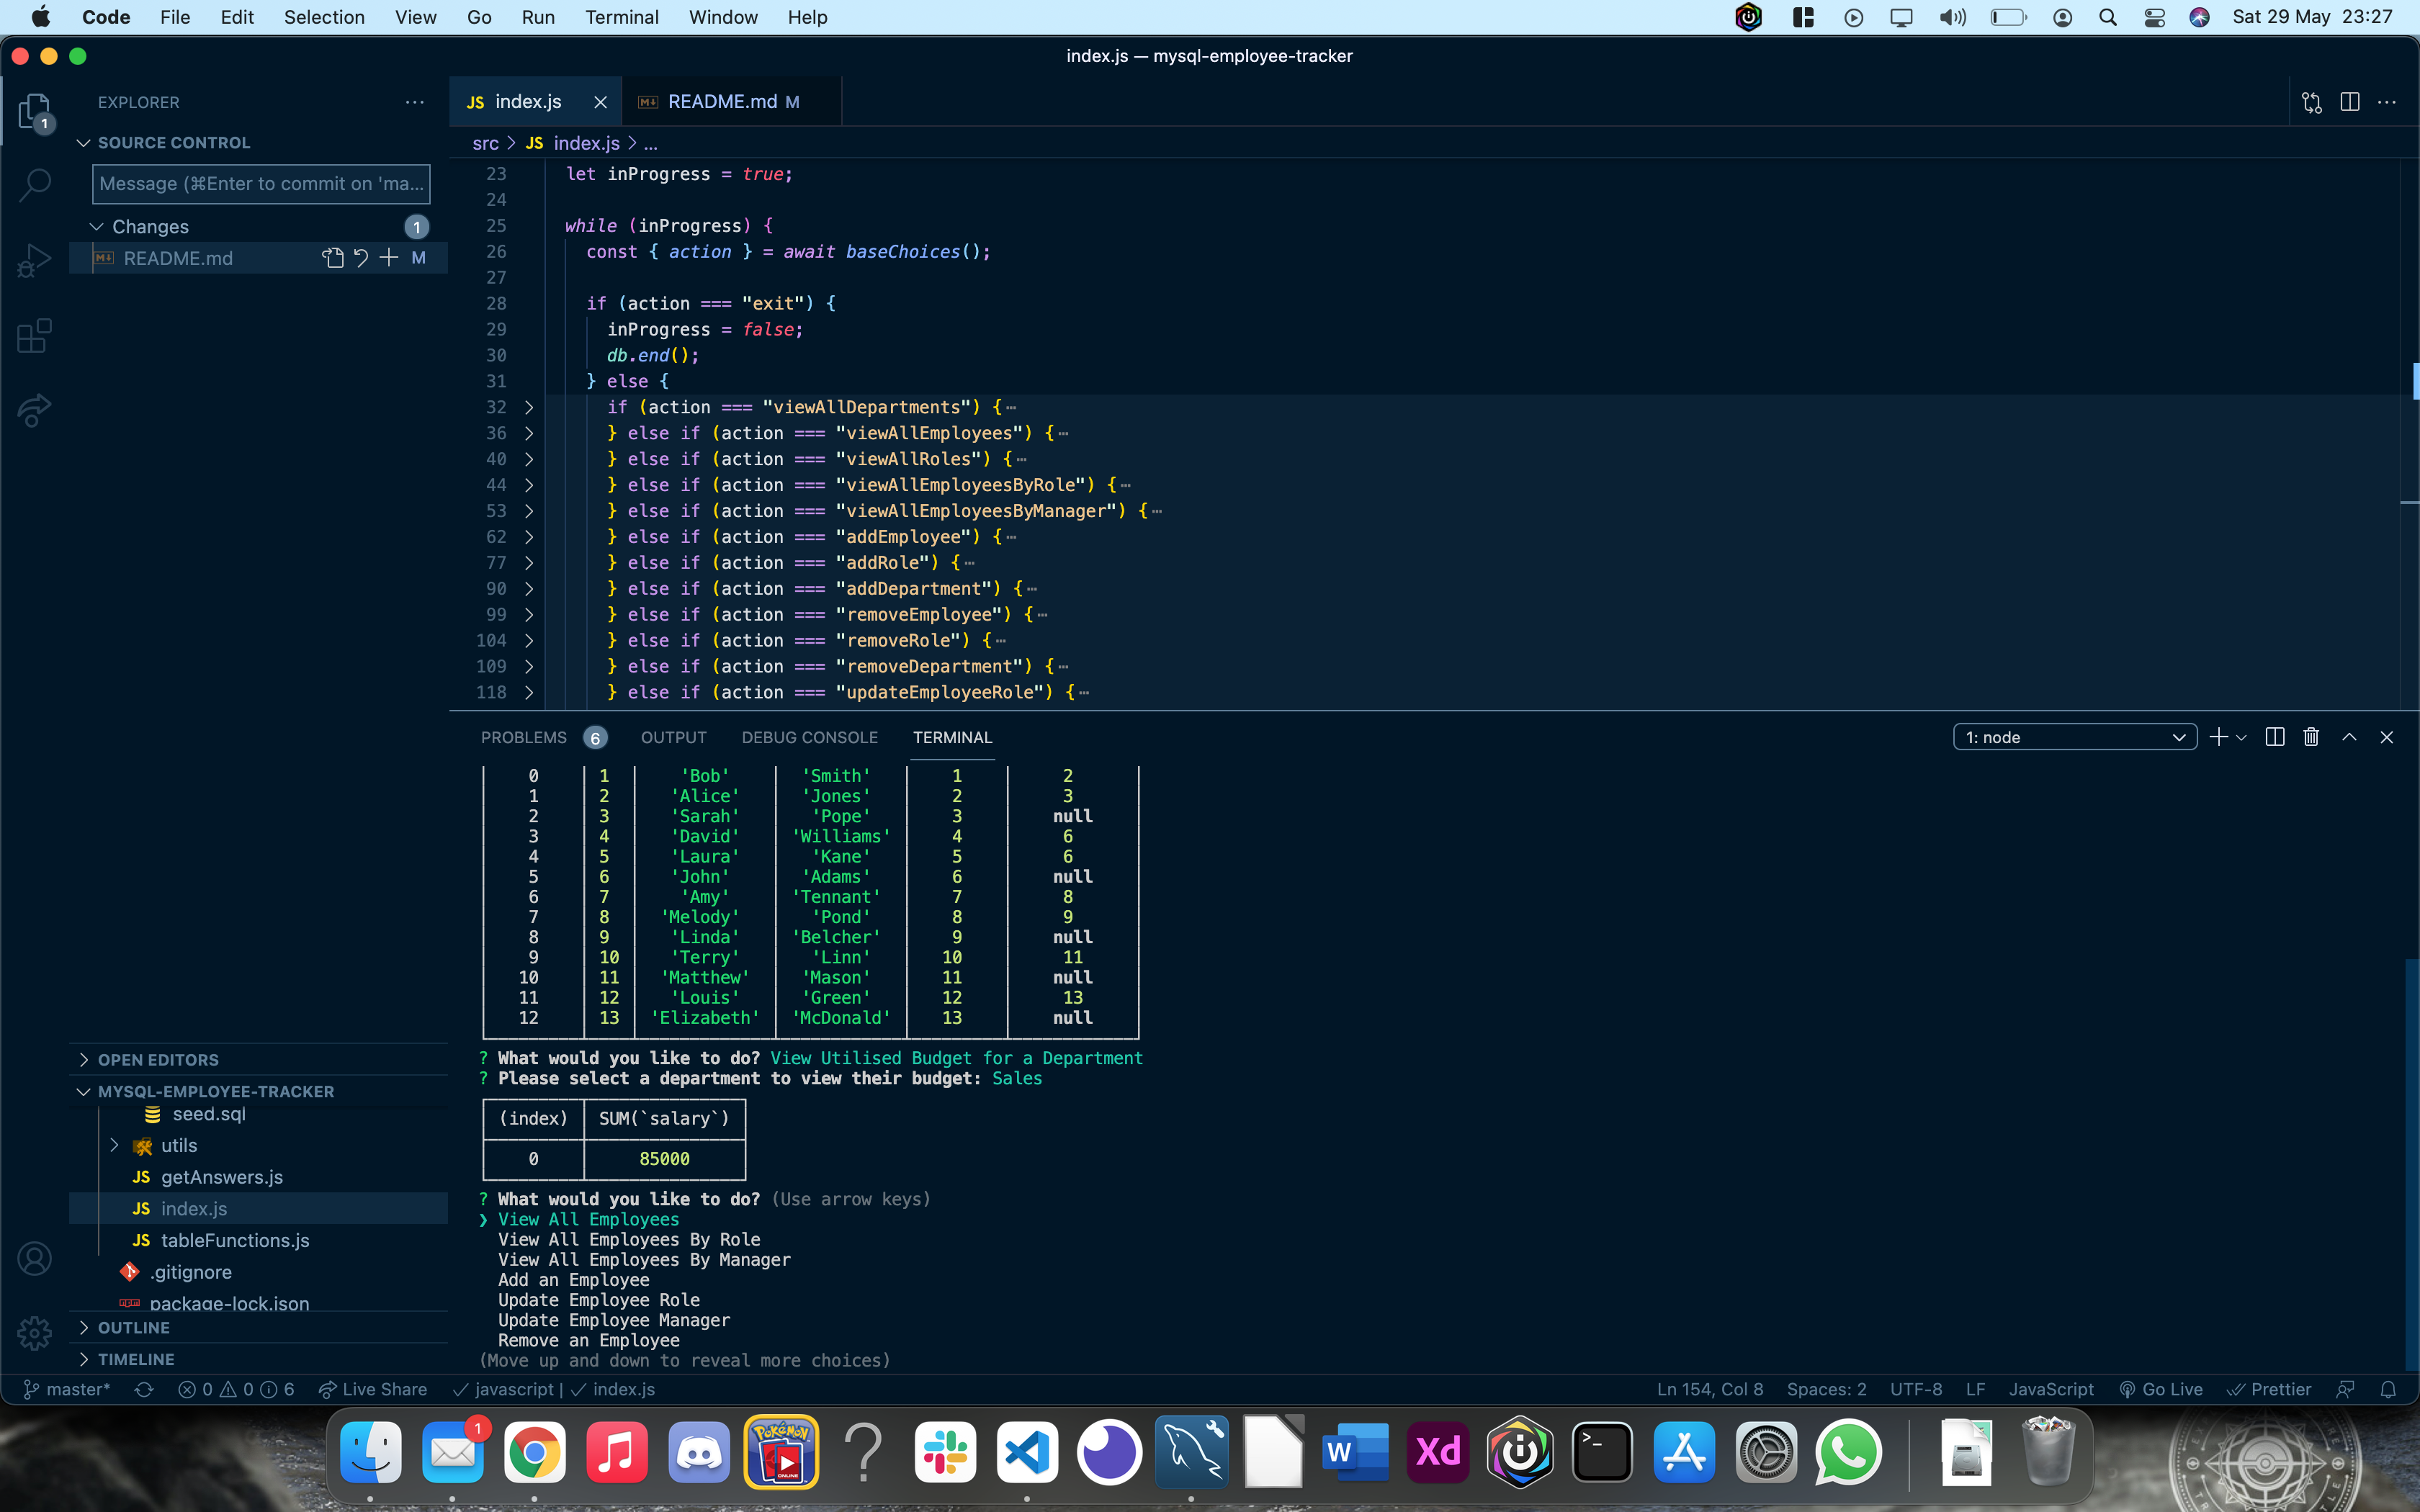 Code File Edit Selection View Go Run Terminal Window Help Sat 29 May 23:27
index.js — mysql-employee-tracker
EXPLORER
SOURCE CONTROL
Message (⌘Enter to commit on 'ma...
Changes 1
README.md M
1
JS index.js README.md M
src > JS index.js > ...
23 let inProgress = true;
24
25 while (inProgress) {
26 const { action } = await baseChoices();
27
28 if (action === "exit") {
29 inProgress = false;
30 db.end();
31 } else {
32 if (action === "viewAllDepartments") {…
36 } else if (action === "viewAllEmployees") {…
40 } else if (action === "viewAllRoles") {…
44 } else if (action === "viewAllEmployeesByRole") {…
53 } else if (action === "viewAllEmployeesByManager") {…
62 } else if (action === "addEmployee") {…
77 } else if (action === "addRole") {…
90 } else if (action === "addDepartment") {…
99 } else if (action === "removeEmployee") {…
104 } else if (action === "removeRole") {…
109 } else if (action === "removeDepartment") {…
118 } else if (action === "updateEmployeeRole") {…
PROBLEMS 6 OUTPUT DEBUG CONSOLE TERMINAL 1: node
0 1 'Bob' 'Smith' 1 2
1 2 'Alice' 'Jones' 2 3
2 3 'Sarah' 'Pope' 3 null
3 4 'David' 'Williams' 4 6
4 5 'Laura' 'Kane' 5 6
5 6 'John' 'Adams' 6 null
6 7 'Amy' 'Tennant' 7 8
7 8 'Melody' 'Pond' 8 9
8 9 'Linda' 'Belcher' 9 null
9 10 'Terry' 'Linn' 10 11
10 11 'Matthew' 'Mason' 11 null
11 12 'Louis' 'Green' 12 13
12 13 'Elizabeth' 'McDonald' 13 null
? What would you like to do? View Utilised Budget for a Department
? Please select a department to view their budget: Sales
(index) SUM(`salary`)
0 85000
? What would you like to do? (Use arrow keys)
❯ View All Employees
View All Employees By Role
View All Employees By Manager
Add an Employee
Update Employee Role
Update Employee Manager
Remove an Employee
(Move up and down to reveal more choices)
OPEN EDITORS
MYSQL-EMPLOYEE-TRACKER
seed.sql
utils
JS getAnswers.js
JS index.js
JS tableFunctions.js
.gitignore
package-lock.json
OUTLINE
TIMELINE
master* 0 0 6 Live Share javascript | index.js Ln 154, Col 8 Spaces: 2 UTF-8 LF JavaScript Go Live Prettier
1
POKéMON
ONLINE
W
Xd